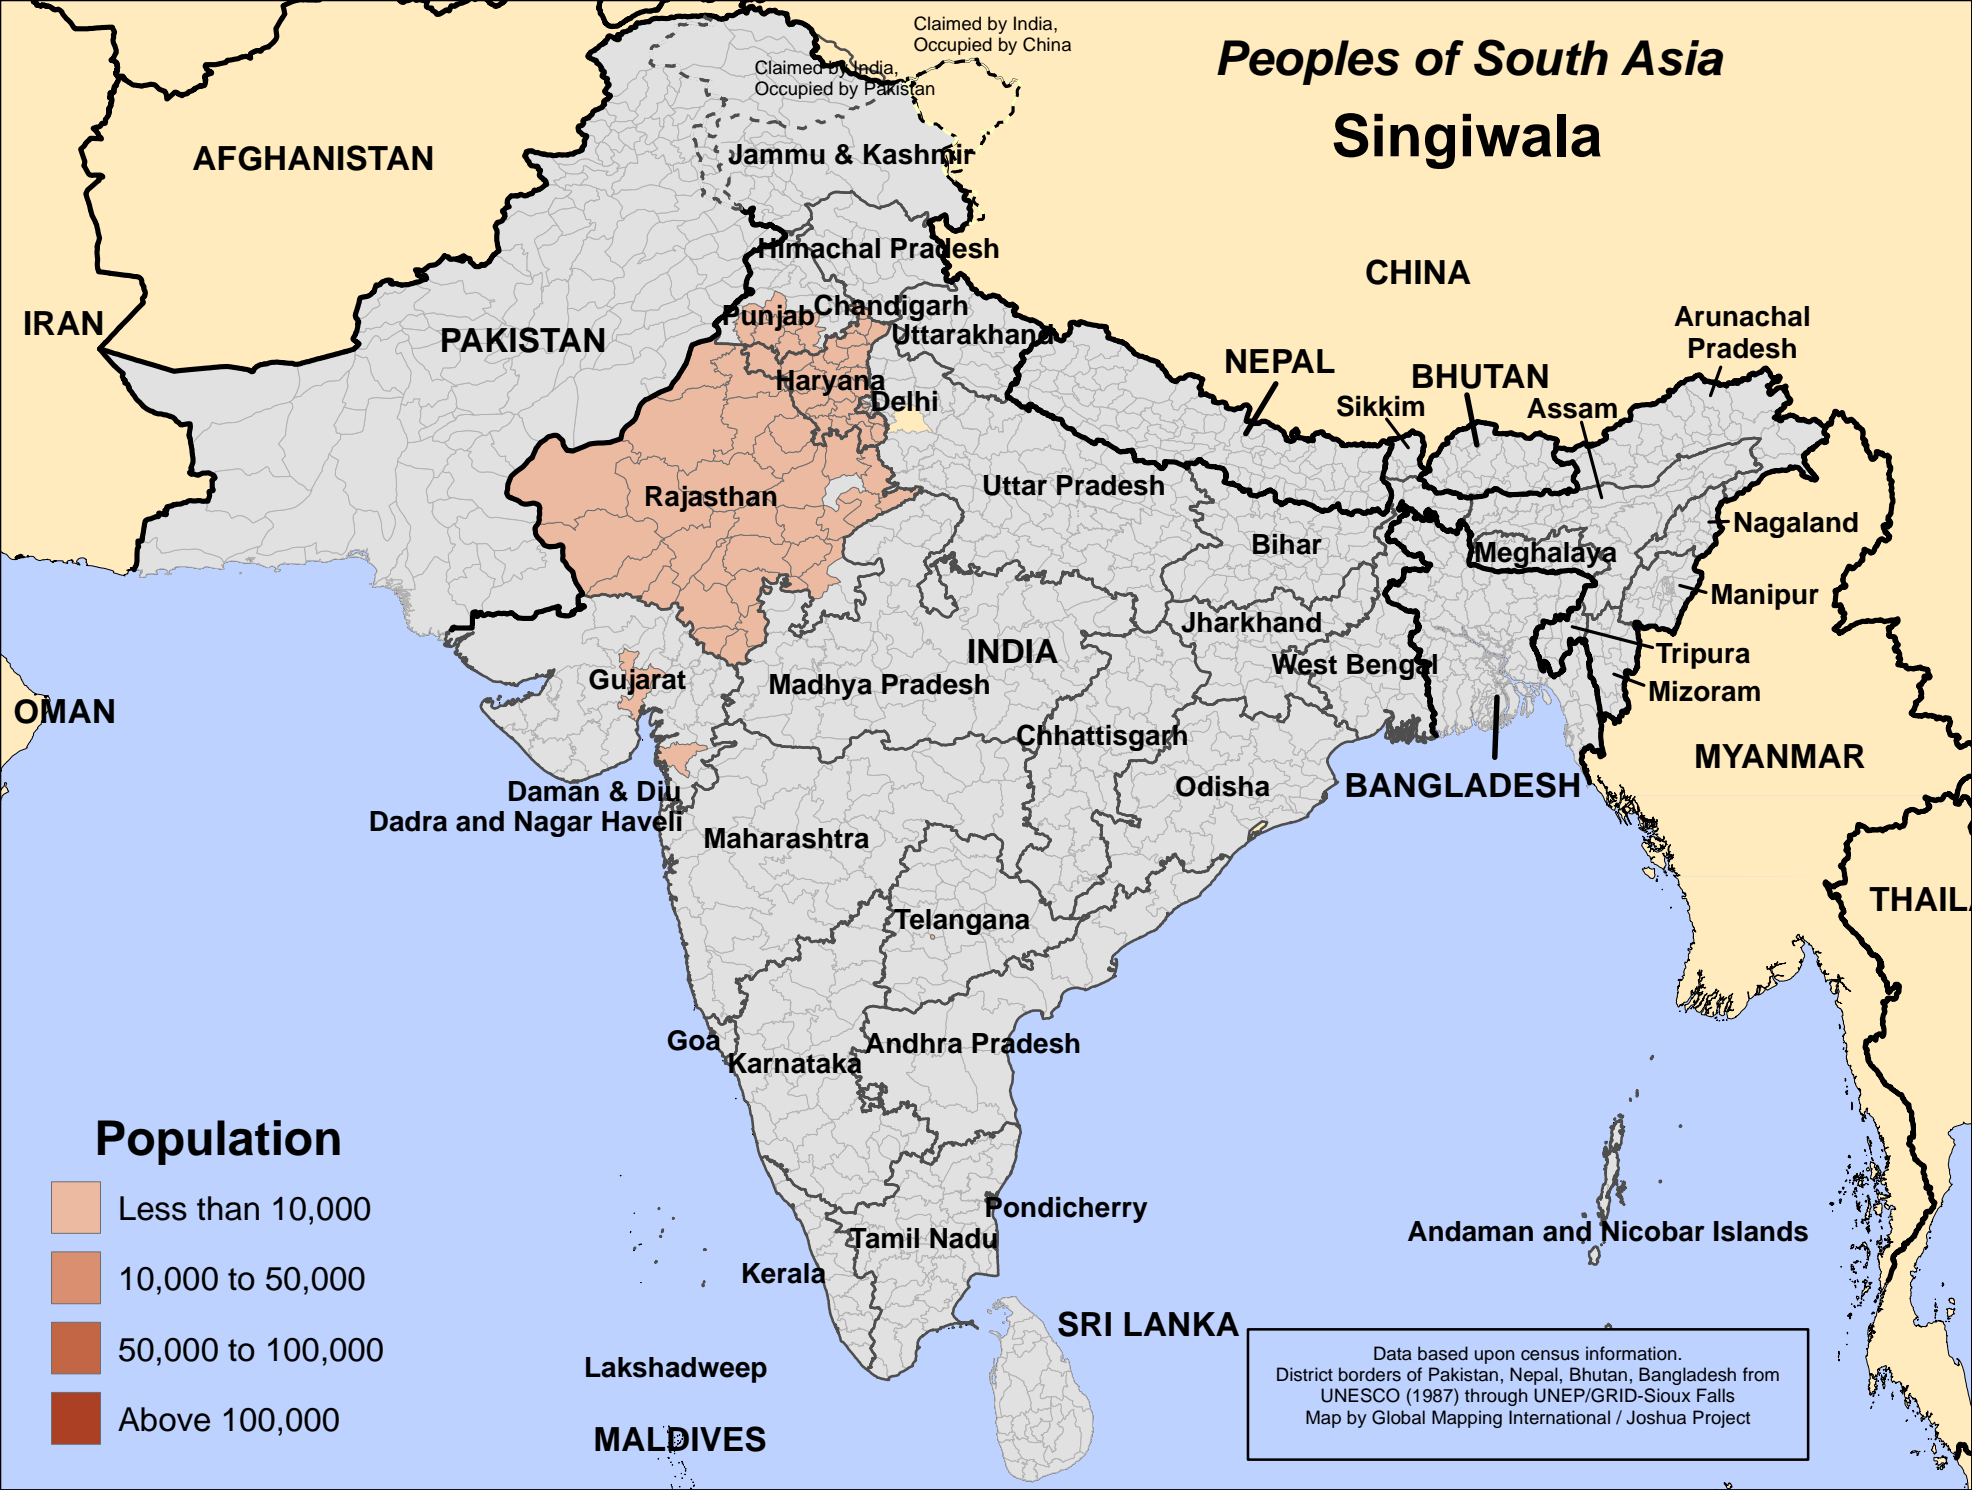 Claimed by India,
Occupied by China
Peoples of South Asia
Singiwala
Claimed by India,
Occupied by Pakistan
AFGHANISTAN
Jammu & Kashmir
Himachal Pradesh
CHINA
IRAN
PAKISTAN
Punjab
Chandigarh
Uttarakhand
Arunachal
Pradesh
NEPAL
BHUTAN
Haryana
Delhi
Sikkim
Assam
Rajasthan
Uttar Pradesh
Bihar
Nagaland
Meghalaya
Manipur
Jharkhand
INDIA
West Bengal
Tripura
Mizoram
Gujarat
Madhya Pradesh
OMAN
Chhattisgarh
MYANMAR
Odisha
BANGLADESH
Daman & Diu
Dadra and Nagar Haveli
Maharashtra
THAIL
Telangana
Goa
Andhra Pradesh
Karnataka
Population
Less than 10,000
10,000 to 50,000
50,000 to 100,000
Above 100,000
Pondicherry
Andaman and Nicobar Islands
Tamil Nadu
Kerala
SRI LANKA
Lakshadweep
MALDIVES
Data based upon census information.
District borders of Pakistan, Nepal, Bhutan, Bangladesh from
UNESCO (1987) through UNEP/GRID-Sioux Falls
Map by Global Mapping International / Joshua Project